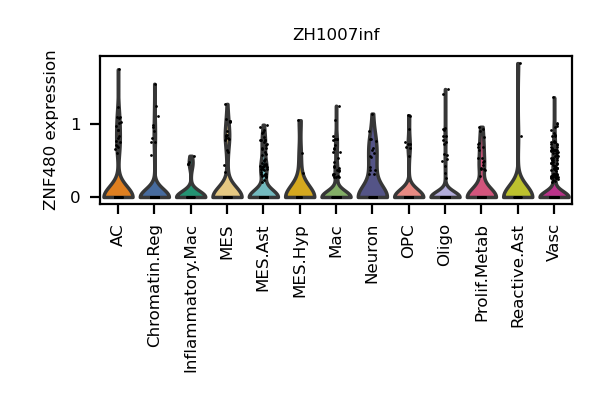 ZH1007inf
ZNF480 expression
1
0
AC
Chromatin.Reg
Inflammatory.Mac
MES
MES.Ast
MES.Hyp
Mac
Neuron
OPC
Oligo
Prolif.Metab
Reactive.Ast
Vasc